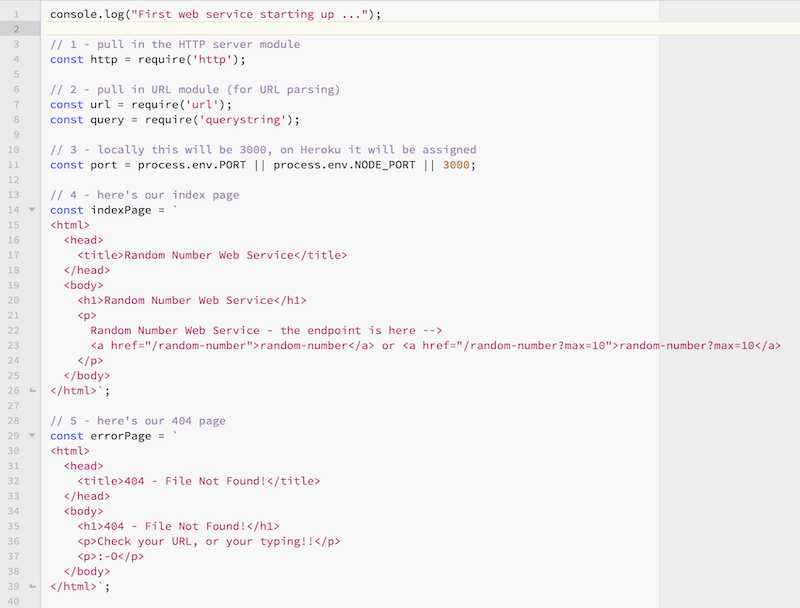 1 console.log("First web service starting up ...");
2
3 // 1 - pull in the HTTP server module
4 const http = require('http');
5
6 // 2 - pull in URL module (for URL parsing)
7 const url = require('url');
8 const query = require('querystring');
9
10 // 3 - locally this will be 3000, on Heroku it will be assigned
11 const port = process.env.PORT || process.env.NODE_PORT || 3000;
12
13 // 4 - here's our index page
14 const indexPage = `
15 <html>
16   <head>
17     <title>Random Number Web Service</title>
18   </head>
19   <body>
20     <h1>Random Number Web Service</h1>
21     <p>
22       Random Number Web Service - the endpoint is here -->
23       <a href="/random-number">random-number</a> or <a href="/random-number?max=10">random-number?max=10</a>
24     </p>
25   </body>
26 </html>`;
27
28 // 5 - here's our 404 page
29 const errorPage = `
30 <html>
31   <head>
32     <title>404 - File Not Found!</title>
33   </head>
34   <body>
35     <h1>404 - File Not Found!</h1>
36     <p>Check your URL, or your typing!!</p>
37     <p>:-O</p>
38   </body>
39 </html>`;
40